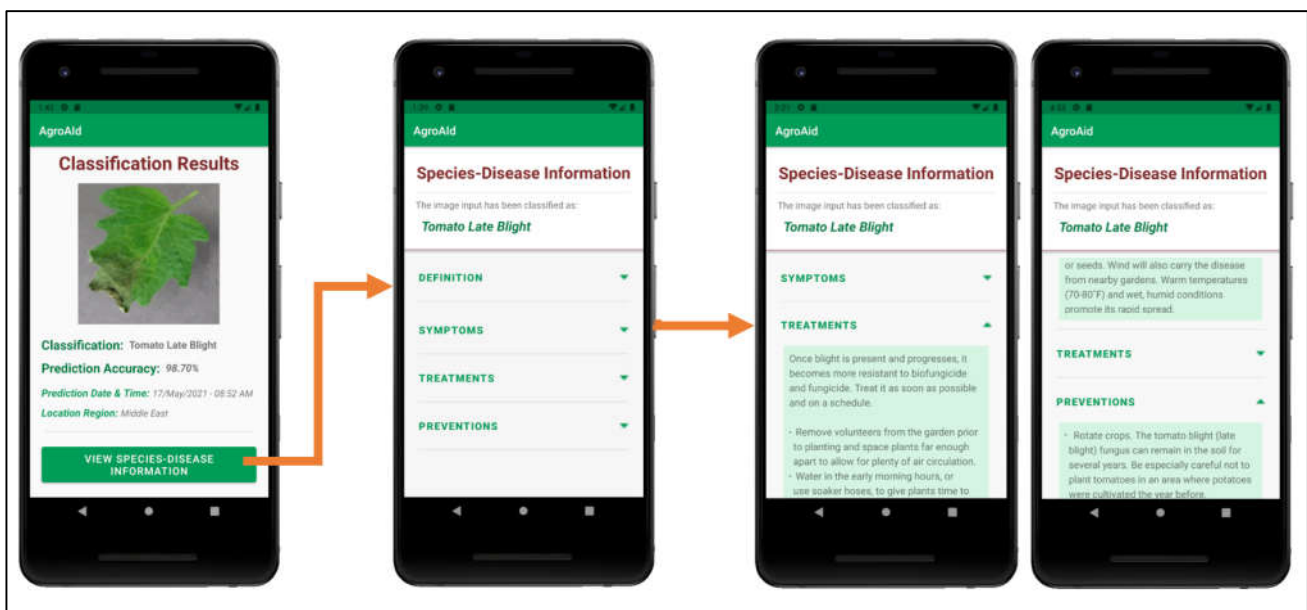 1:42
AgroAId
Classification Results
Classification: Tomato Late Blight
Prediction Accuracy: 98.70%
Prediction Date & Time: 17/May/2021 - 08:52 AM
Location Region: Middle East
VIEW SPECIES-DISEASE
INFORMATION
AgroAId
Species-Disease Information
The image input has been classified as:
Tomato Late Blight
DEFINITION
SYMPTOMS
TREATMENTS
PREVENTIONS
AgroAid
Species-Disease Information
The image input has been classified as:
Tomato Late Blight
SYMPTOMS
TREATMENTS
Once blight is present and progresses, it
becomes more resistant to biofungicide
and fungicide. Treat it as soon as possible
and on a schedule.
· Remove volunteers from the garden prior
to planting and space plants far enough
apart to allow for plenty of air circulation.
· Water in the early morning hours, or
use soaker hoses, to give plants time to
AgroAid
Species-Disease Information
The image input has been classified as:
Tomato Late Blight
or seeds. Wind will also carry the disease
from nearby gardens. Warm temperatures
(70-80°F) and wet, humid conditions
promote its rapid spread.
TREATMENTS
PREVENTIONS
· Rotate crops. The tomato blight (late
blight) fungus can remain in the soil for
several years. Be especially careful not to
plant tomatoes in an area where potatoes
were cultivated the year before.